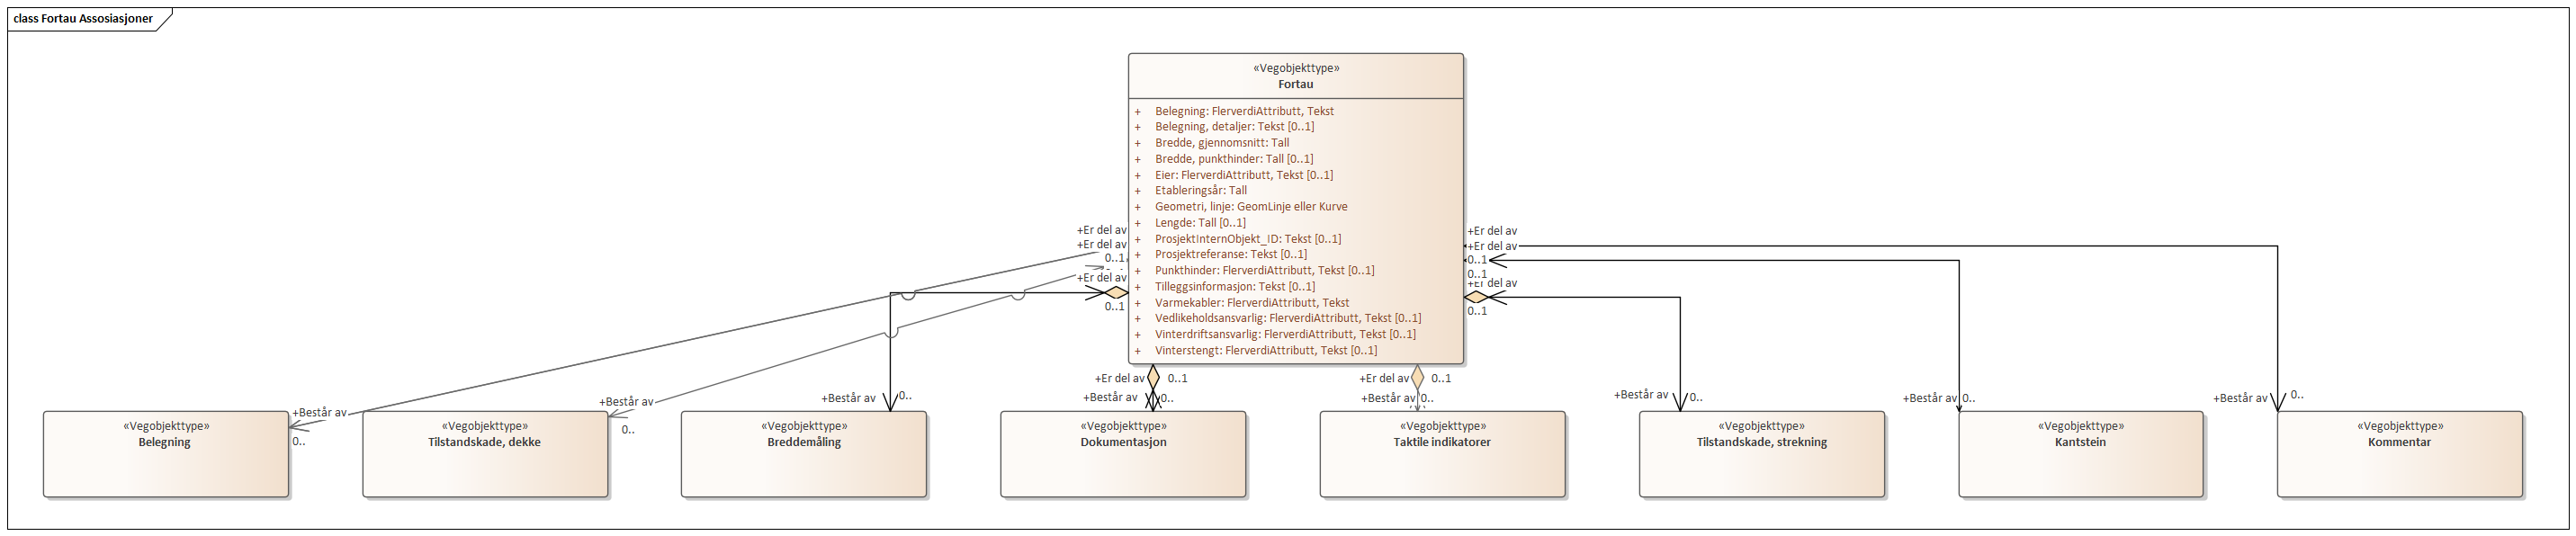 class Fortau Assosiasjoner
«Vegobjekttype»
Fortau
+ Belegning: FlerverdiAttributt, Tekst
+ Belegning, detaljer: Tekst [0..1]
+ Bredde, gjennomsnitt: Tall
+ Bredde, punkthinder: Tall [0..1]
+ Eier: FlerverdiAttributt, Tekst [0..1]
+ Etableringsår: Tall
+ Geometri, linje: GeomLinje eller Kurve
+ Lengde: Tall [0..1]
+ ProsjektInternObjekt_ID: Tekst [0..1]
+ Prosjektreferanse: Tekst [0..1]
+ Punkthinder: FlerverdiAttributt, Tekst [0..1]
+ Tilleggsinformasjon: Tekst [0..1]
+ Varmekabler: FlerverdiAttributt, Tekst
+ Vedlikeholdsansvarlig: FlerverdiAttributt, Tekst [0..1]
+ Vinterdriftsansvarlig: FlerverdiAttributt, Tekst [0..1]
+ Vinterstengt: FlerverdiAttributt, Tekst [0..1]
+Er del av
+Er del av
0..1
+Er del av
0..1
+Er del av
+Er del av
0..1
0..1
+Er del av
0..1
+Er del av 0..1
+Er del av 0..1
+Består av
0..
+Består av
0..
+Består av 0..
+Består av 0..
+Består av 0..
+Består av 0..
+Består av 0..
+Består av 0..
«Vegobjekttype»
Belegning
«Vegobjekttype»
Tilstandskade, dekke
«Vegobjekttype»
Breddemåling
«Vegobjekttype»
Dokumentasjon
«Vegobjekttype»
Taktile indikatorer
«Vegobjekttype»
Tilstandskade, strekning
«Vegobjekttype»
Kantstein
«Vegobjekttype»
Kommentar